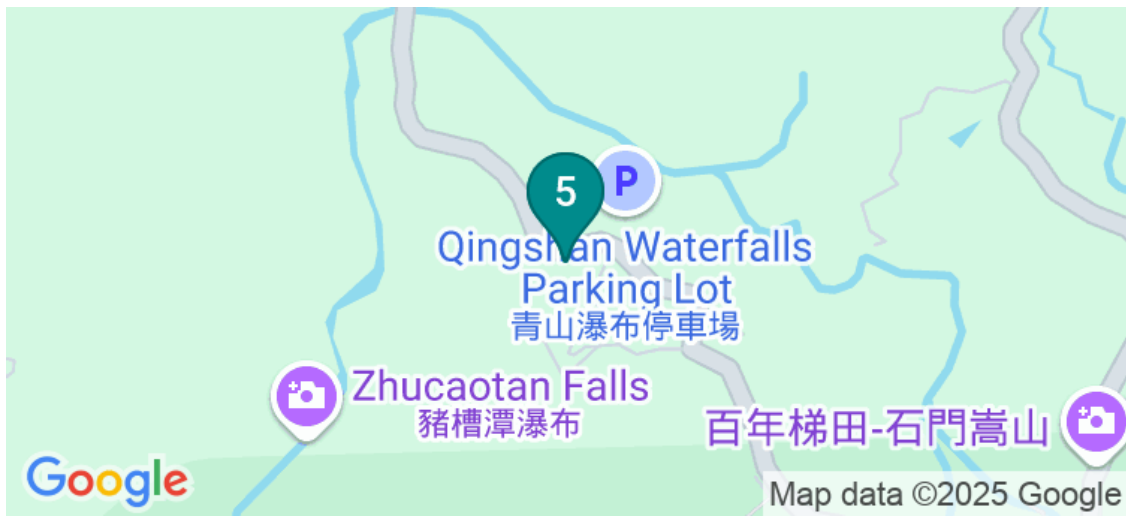 5
P
Qingshan Waterfalls
Parking Lot
青山瀑布停車場
Zhucaotan Falls
豬槽潭瀑布
百年梯田-石門嵩山
Google
Map data ©2025 Google